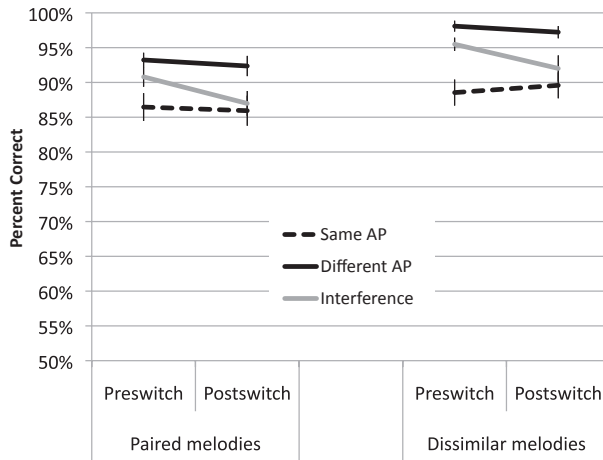 100%
95%
90%
85%
80%
75%
70%
65%
60%
55%
50%
Percent Correct
Same AP
Different AP
Interference
Preswitch Postswitch Preswitch Postswitch
Paired melodies Dissimilar melodies